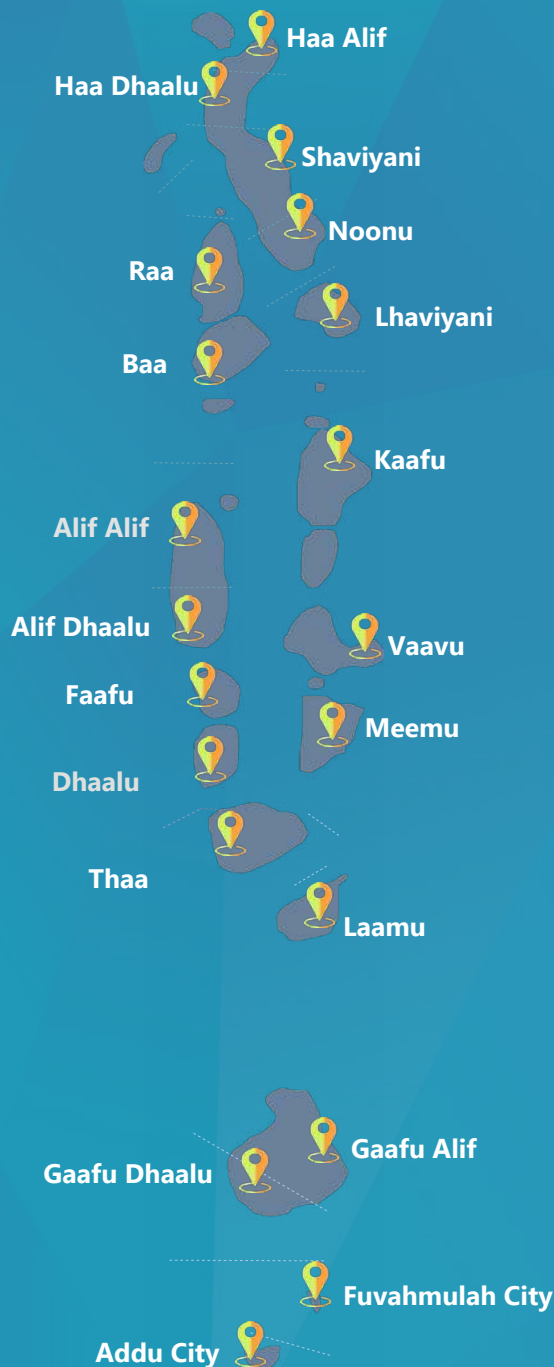 Haa Alif
Haa Dhaalu
Shaviyani
Noonu
Raa
Lhaviyani
Baa
Kaafu
Alif Alif
Alif Dhaalu
Vaavu
Faafu
Meemu
Dhaalu
Thaa
Laamu
Gaafu Alif
Gaafu Dhaalu
Fuvahmulah City
Addu City